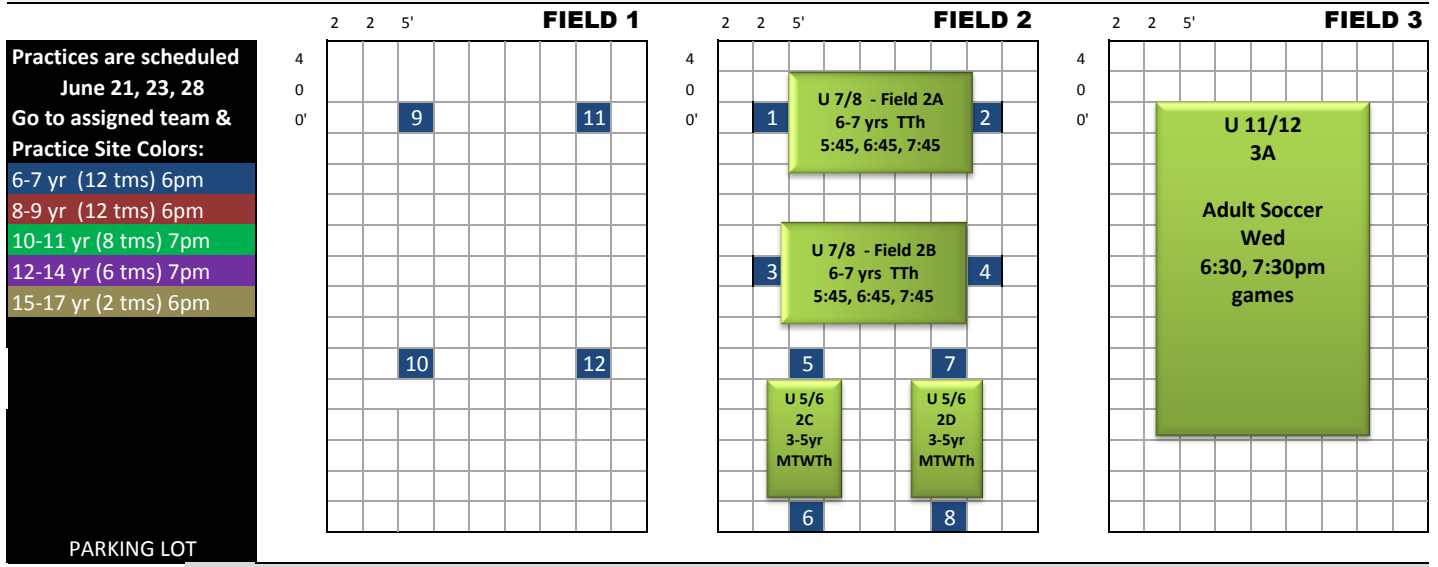 2 2 5' FIELD 1
2 2 5' FIELD 2
2 2 5' FIELD 3
Practices are scheduled
June 21, 23, 28
Go to assigned team &
Practice Site Colors:
6-7 yr (12 tms) 6pm
8-9 yr (12 tms) 6pm
10-11 yr (8 tms) 7pm
12-14 yr (6 tms) 7pm
15-17 yr (2 tms) 6pm
PARKING LOT
4
0
0'
9 11
10 12
4
0
0'
1
U 7/8 - Field 2A
6-7 yrs TTh
5:45, 6:45, 7:45
2
3
U 7/8 - Field 2B
6-7 yrs TTh
5:45, 6:45, 7:45
4
5 7
U 5/6
2C
3-5yr
MTWTh
U 5/6
2D
3-5yr
MTWTh
6 8
4
0
0'
U 11/12
3A
Adult Soccer
Wed
6:30, 7:30pm
games